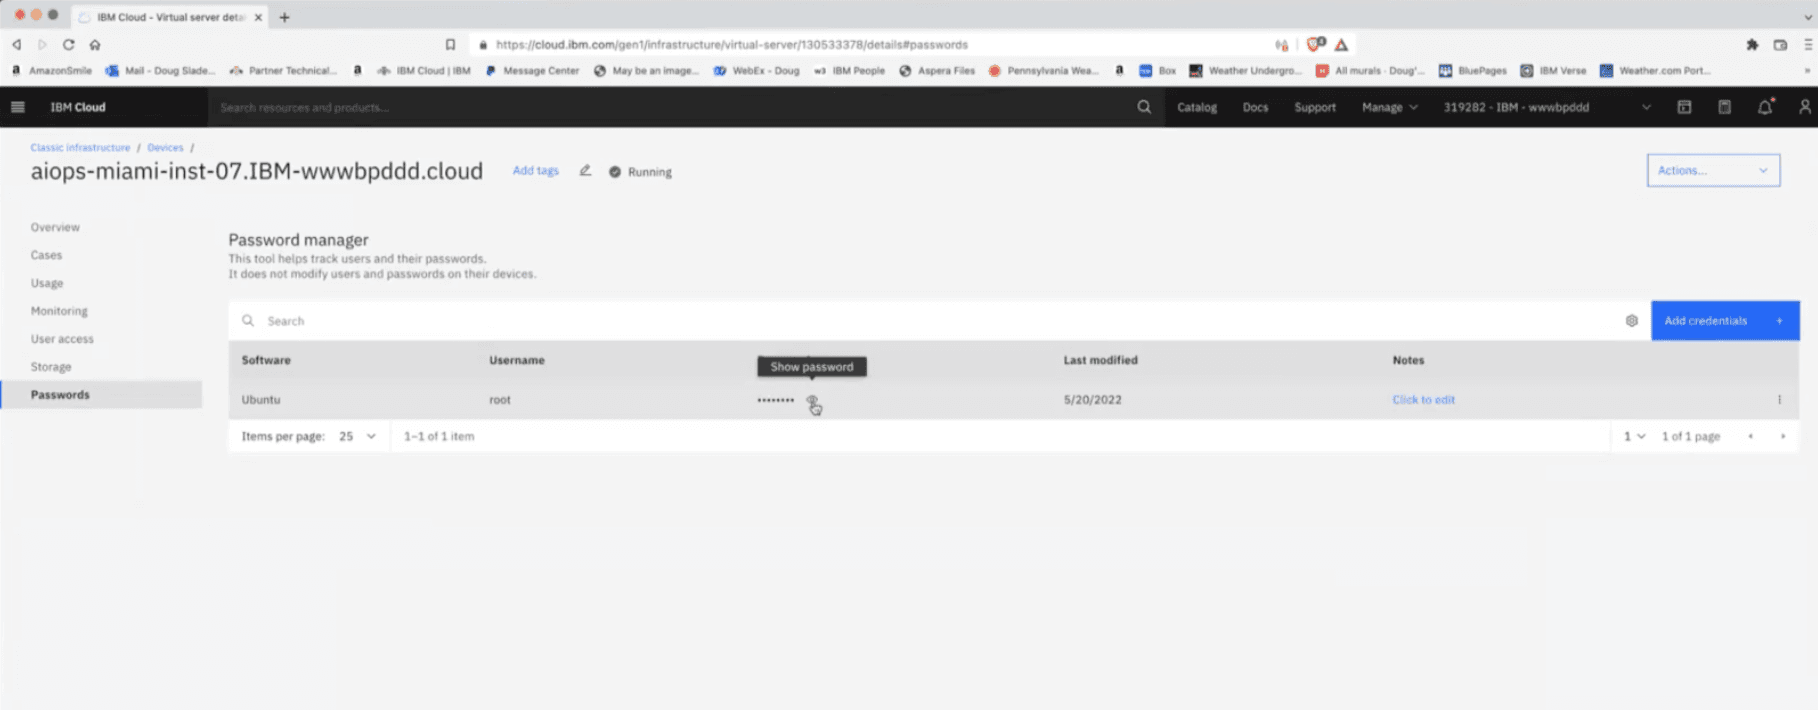 IBM Cloud - Virtual server deta
https://cloud.ibm.com/gen1/infrastructure/virtual-server/130533378/details#passwords
AmazonSmile Mail - Doug Slade... Partner Technical... IBM Cloud | IBM Message Center May be an image... WebEx - Doug w3 IBM People Aspera Files Pennsylvania Wea... Box Weather Undergro... All murals · Doug'... BluePages IBM Verse Weather.com Port...
IBM Cloud Search resources and products... Catalog Docs Support Manage 319282 - IBM - wwwbpddd
Classic infrastructure / Devices /
aiops-miami-inst-07.IBM-wwwbpddd.cloud Add tags Running Actions...
Overview
Cases
Usage
Monitoring
User access
Storage
Passwords
Password manager
This tool helps track users and their passwords.
It does not modify users and passwords on their devices.
Search Add credentials +
Software Username Last modified Notes
Show password
Ubuntu root •••••••• 5/20/2022 Click to edit
Items per page: 25 1–1 of 1 item 1 1 of 1 page